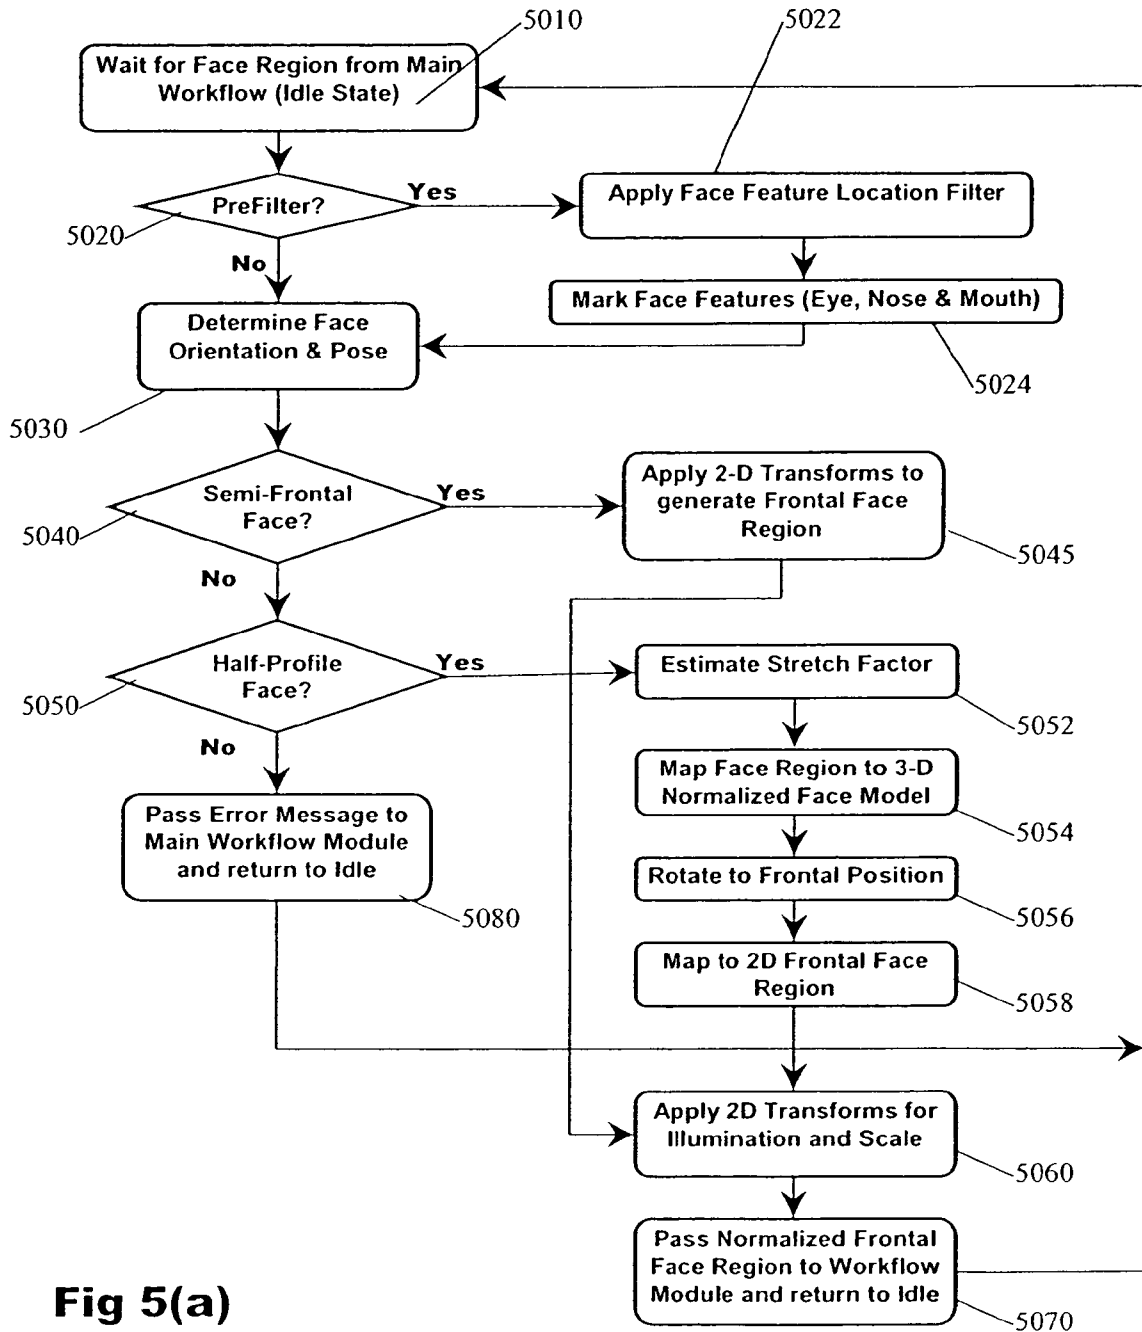 5010
5022
Wait for Face Region from Main
Workflow (Idle State)
PreFilter?
Yes
Apply Face Feature Location Filter
5020
No
Mark Face Features (Eye, Nose & Mouth)
Determine Face
Orientation & Pose
5024
5030
Semi-Frontal
Face?
Yes
Apply 2-D Transforms to
generate Frontal Face
Region
5040
5045
No
Half-Profile
Face?
Yes
Estimate Stretch Factor
5050
5052
No
Map Face Region to 3-D
Normalized Face Model
5054
Pass Error Message to
Main Workflow Module
and return to Idle
Rotate to Frontal Position
5080
5056
Map to 2D Frontal Face
Region
5058
Apply 2D Transforms for
Illumination and Scale
5060
Pass Normalized Frontal
Face Region to Workflow
Module and return to Idle
5070
Fig 5(a)